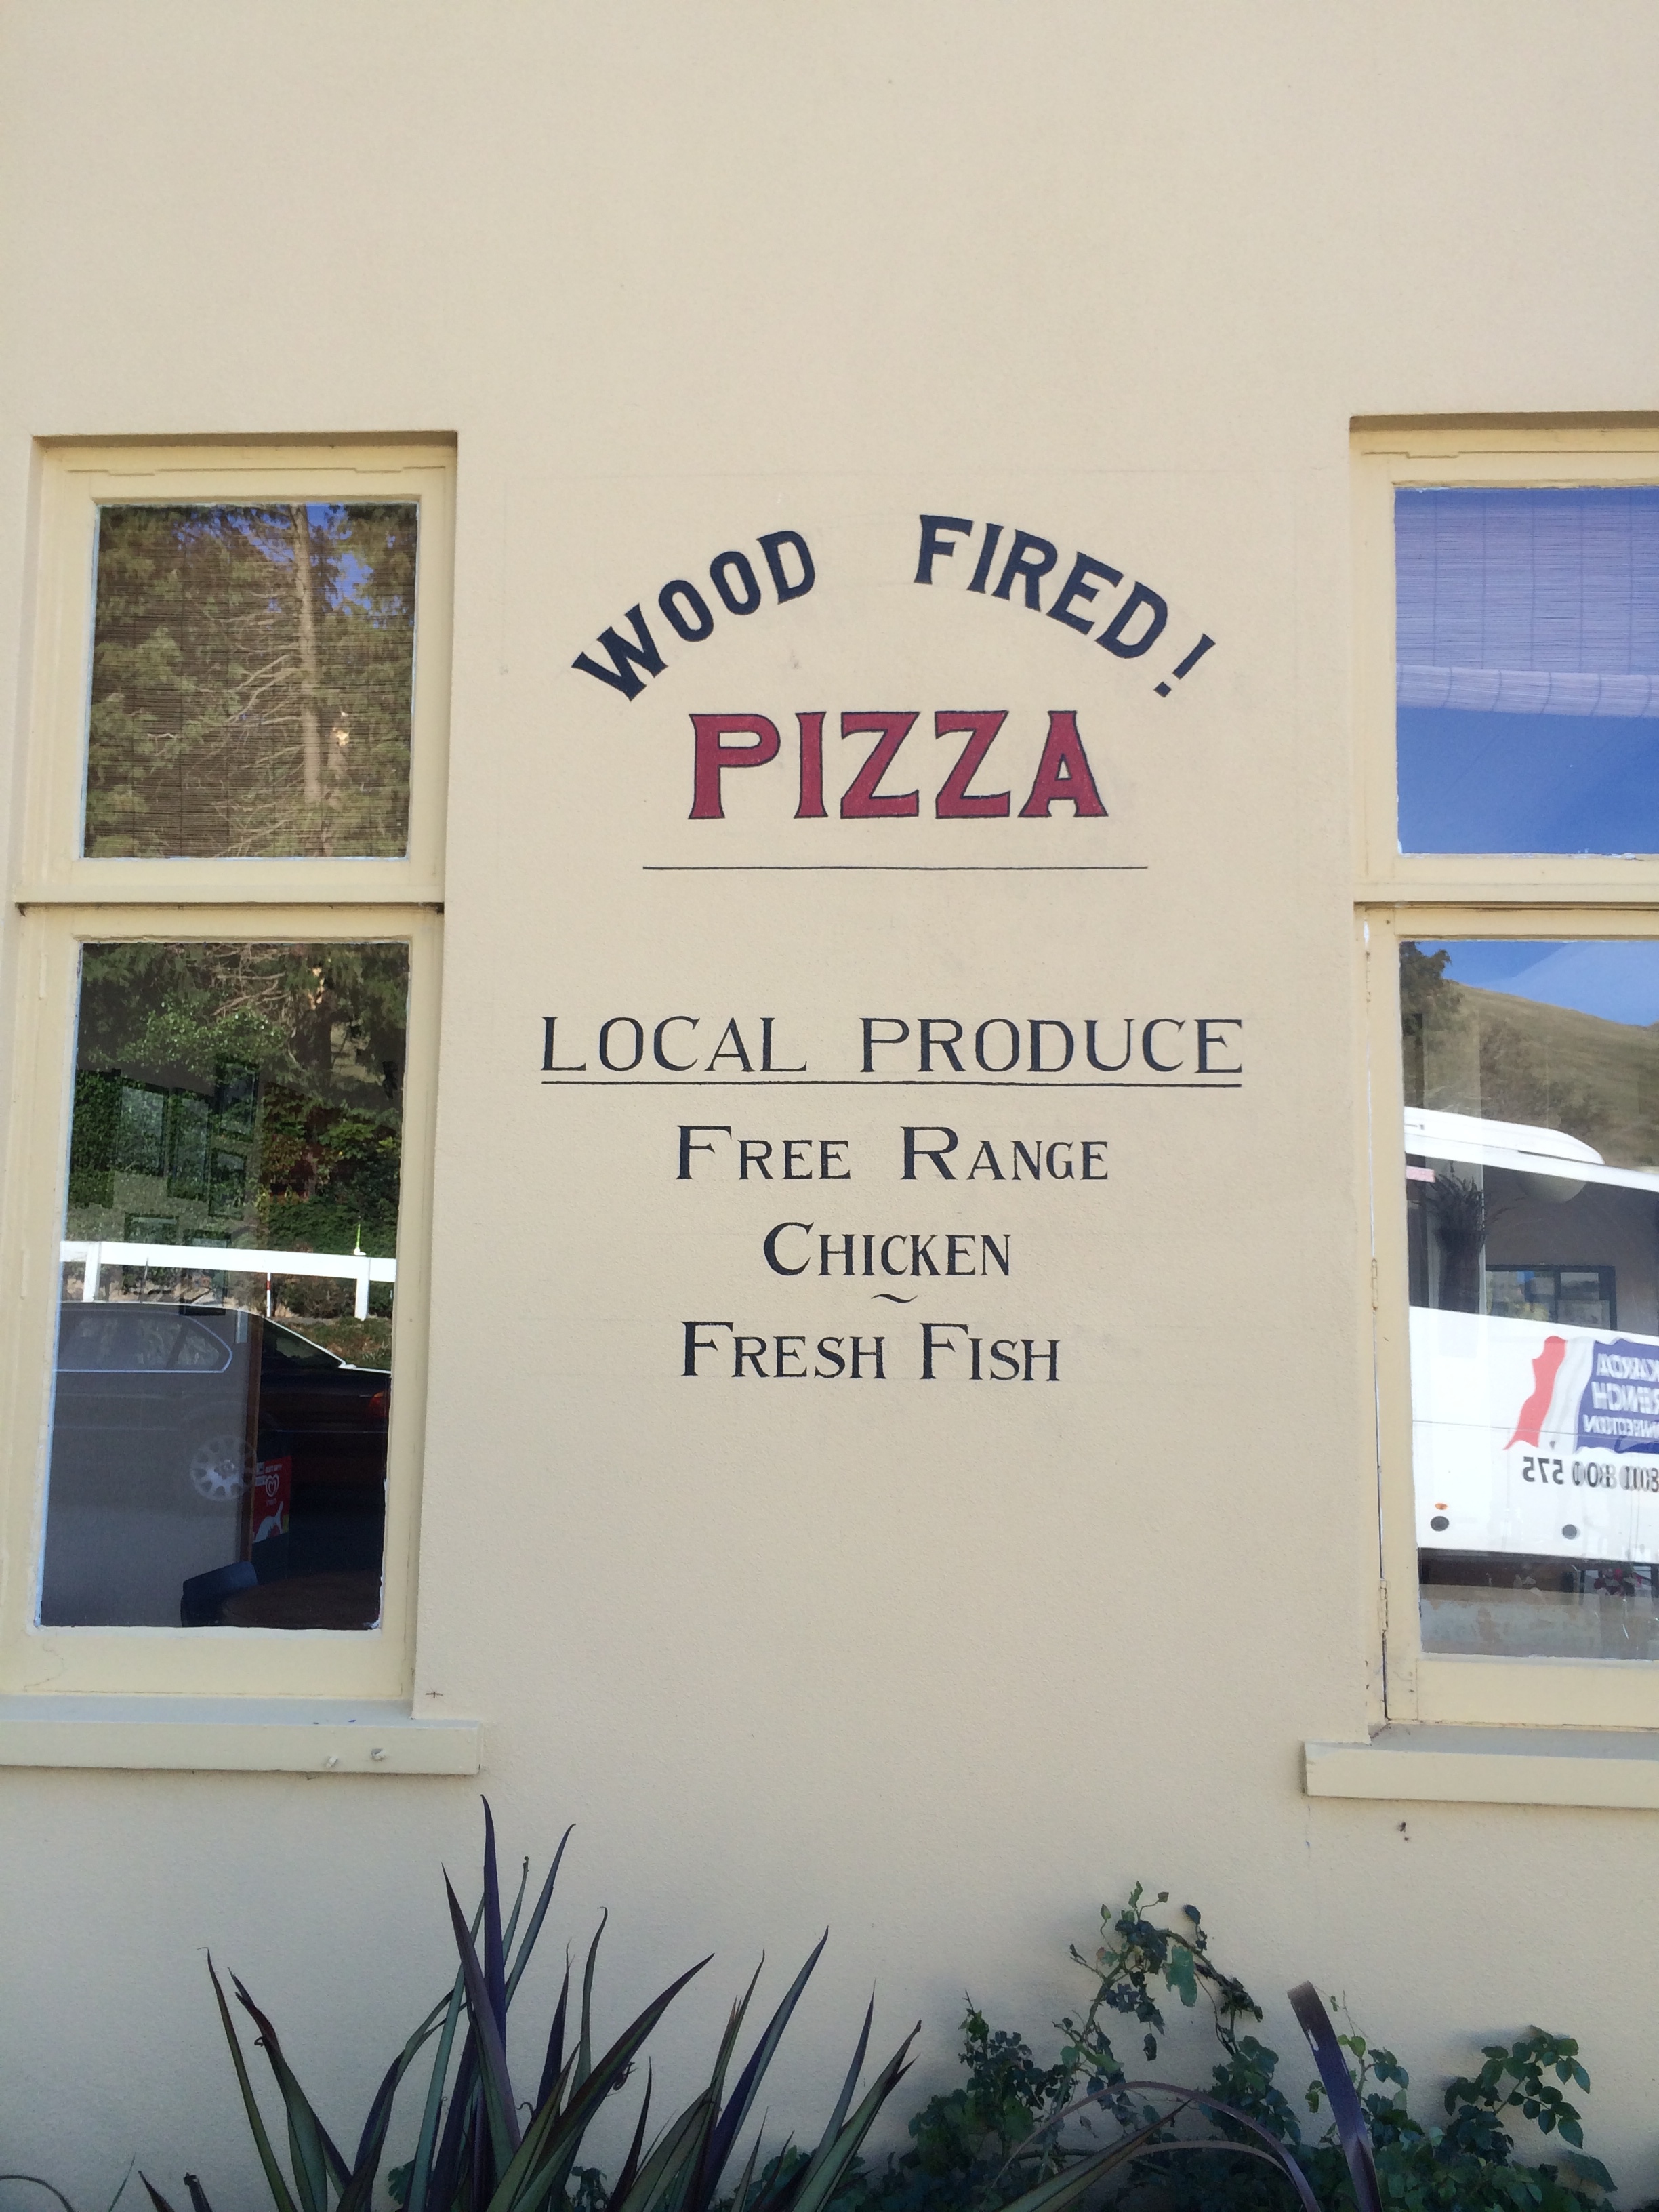 WOOD FIRED!
PIZZA
LOCAL PRODUCE
FREE RANGE
CHICKEN
~
FRESH FISH